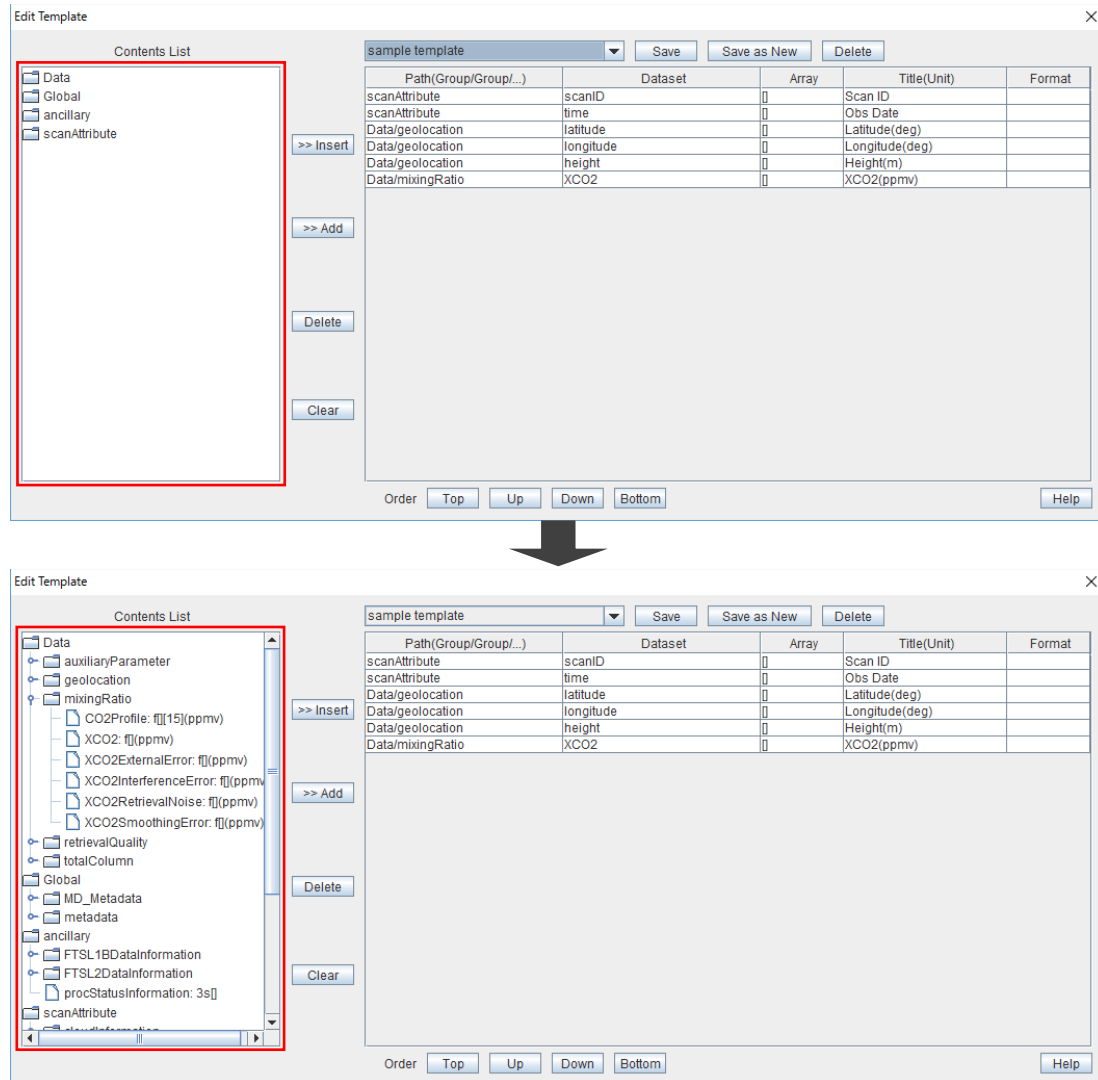 Edit Template
Contents List
sample template Save Save as New Delete
Data
Global
ancillary
scanAttribute
>> Insert
>> Add
Delete
Clear
Path(Group/Group/...) Dataset Array Title(Unit) Format
scanAttribute scanID [] Scan ID
scanAttribute time [] Obs Date
Data/geolocation latitude [] Latitude(deg)
Data/geolocation longitude [] Longitude(deg)
Data/geolocation height [] Height(m)
Data/mixingRatio XCO2 [] XCO2(ppmv)
Order Top Up Down Bottom Help
Edit Template
Contents List
sample template Save Save as New Delete
Data
auxiliaryParameter
geolocation
mixingRatio
CO2Profile: f[][15](ppmv)
XCO2: f[](ppmv)
XCO2ExternalError: f[](ppmv)
XCO2InterferenceError: f[](ppmv
XCO2RetrievalNoise: f[](ppmv)
XCO2SmoothingError: f[](ppmv)
retrievalQuality
totalColumn
Global
MD_Metadata
metadata
ancillary
FTSL1BDataInformation
FTSL2DataInformation
procStatusInformation: 3s[]
scanAttribute
>> Insert
>> Add
Delete
Clear
Path(Group/Group/...) Dataset Array Title(Unit) Format
scanAttribute scanID [] Scan ID
scanAttribute time [] Obs Date
Data/geolocation latitude [] Latitude(deg)
Data/geolocation longitude [] Longitude(deg)
Data/geolocation height [] Height(m)
Data/mixingRatio XCO2 [] XCO2(ppmv)
Order Top Up Down Bottom Help